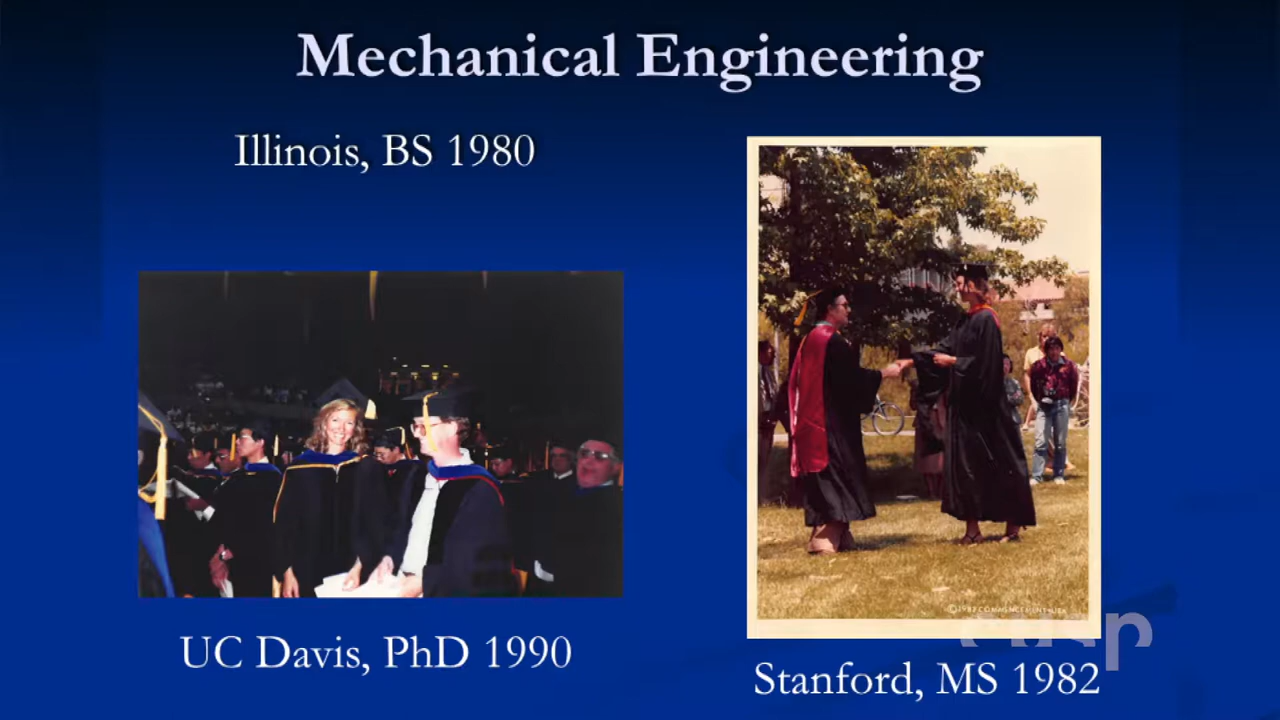 Mechanical Engineering
Illinois, BS 1980
UC Davis, PhD 1990
Stanford, MS 1982